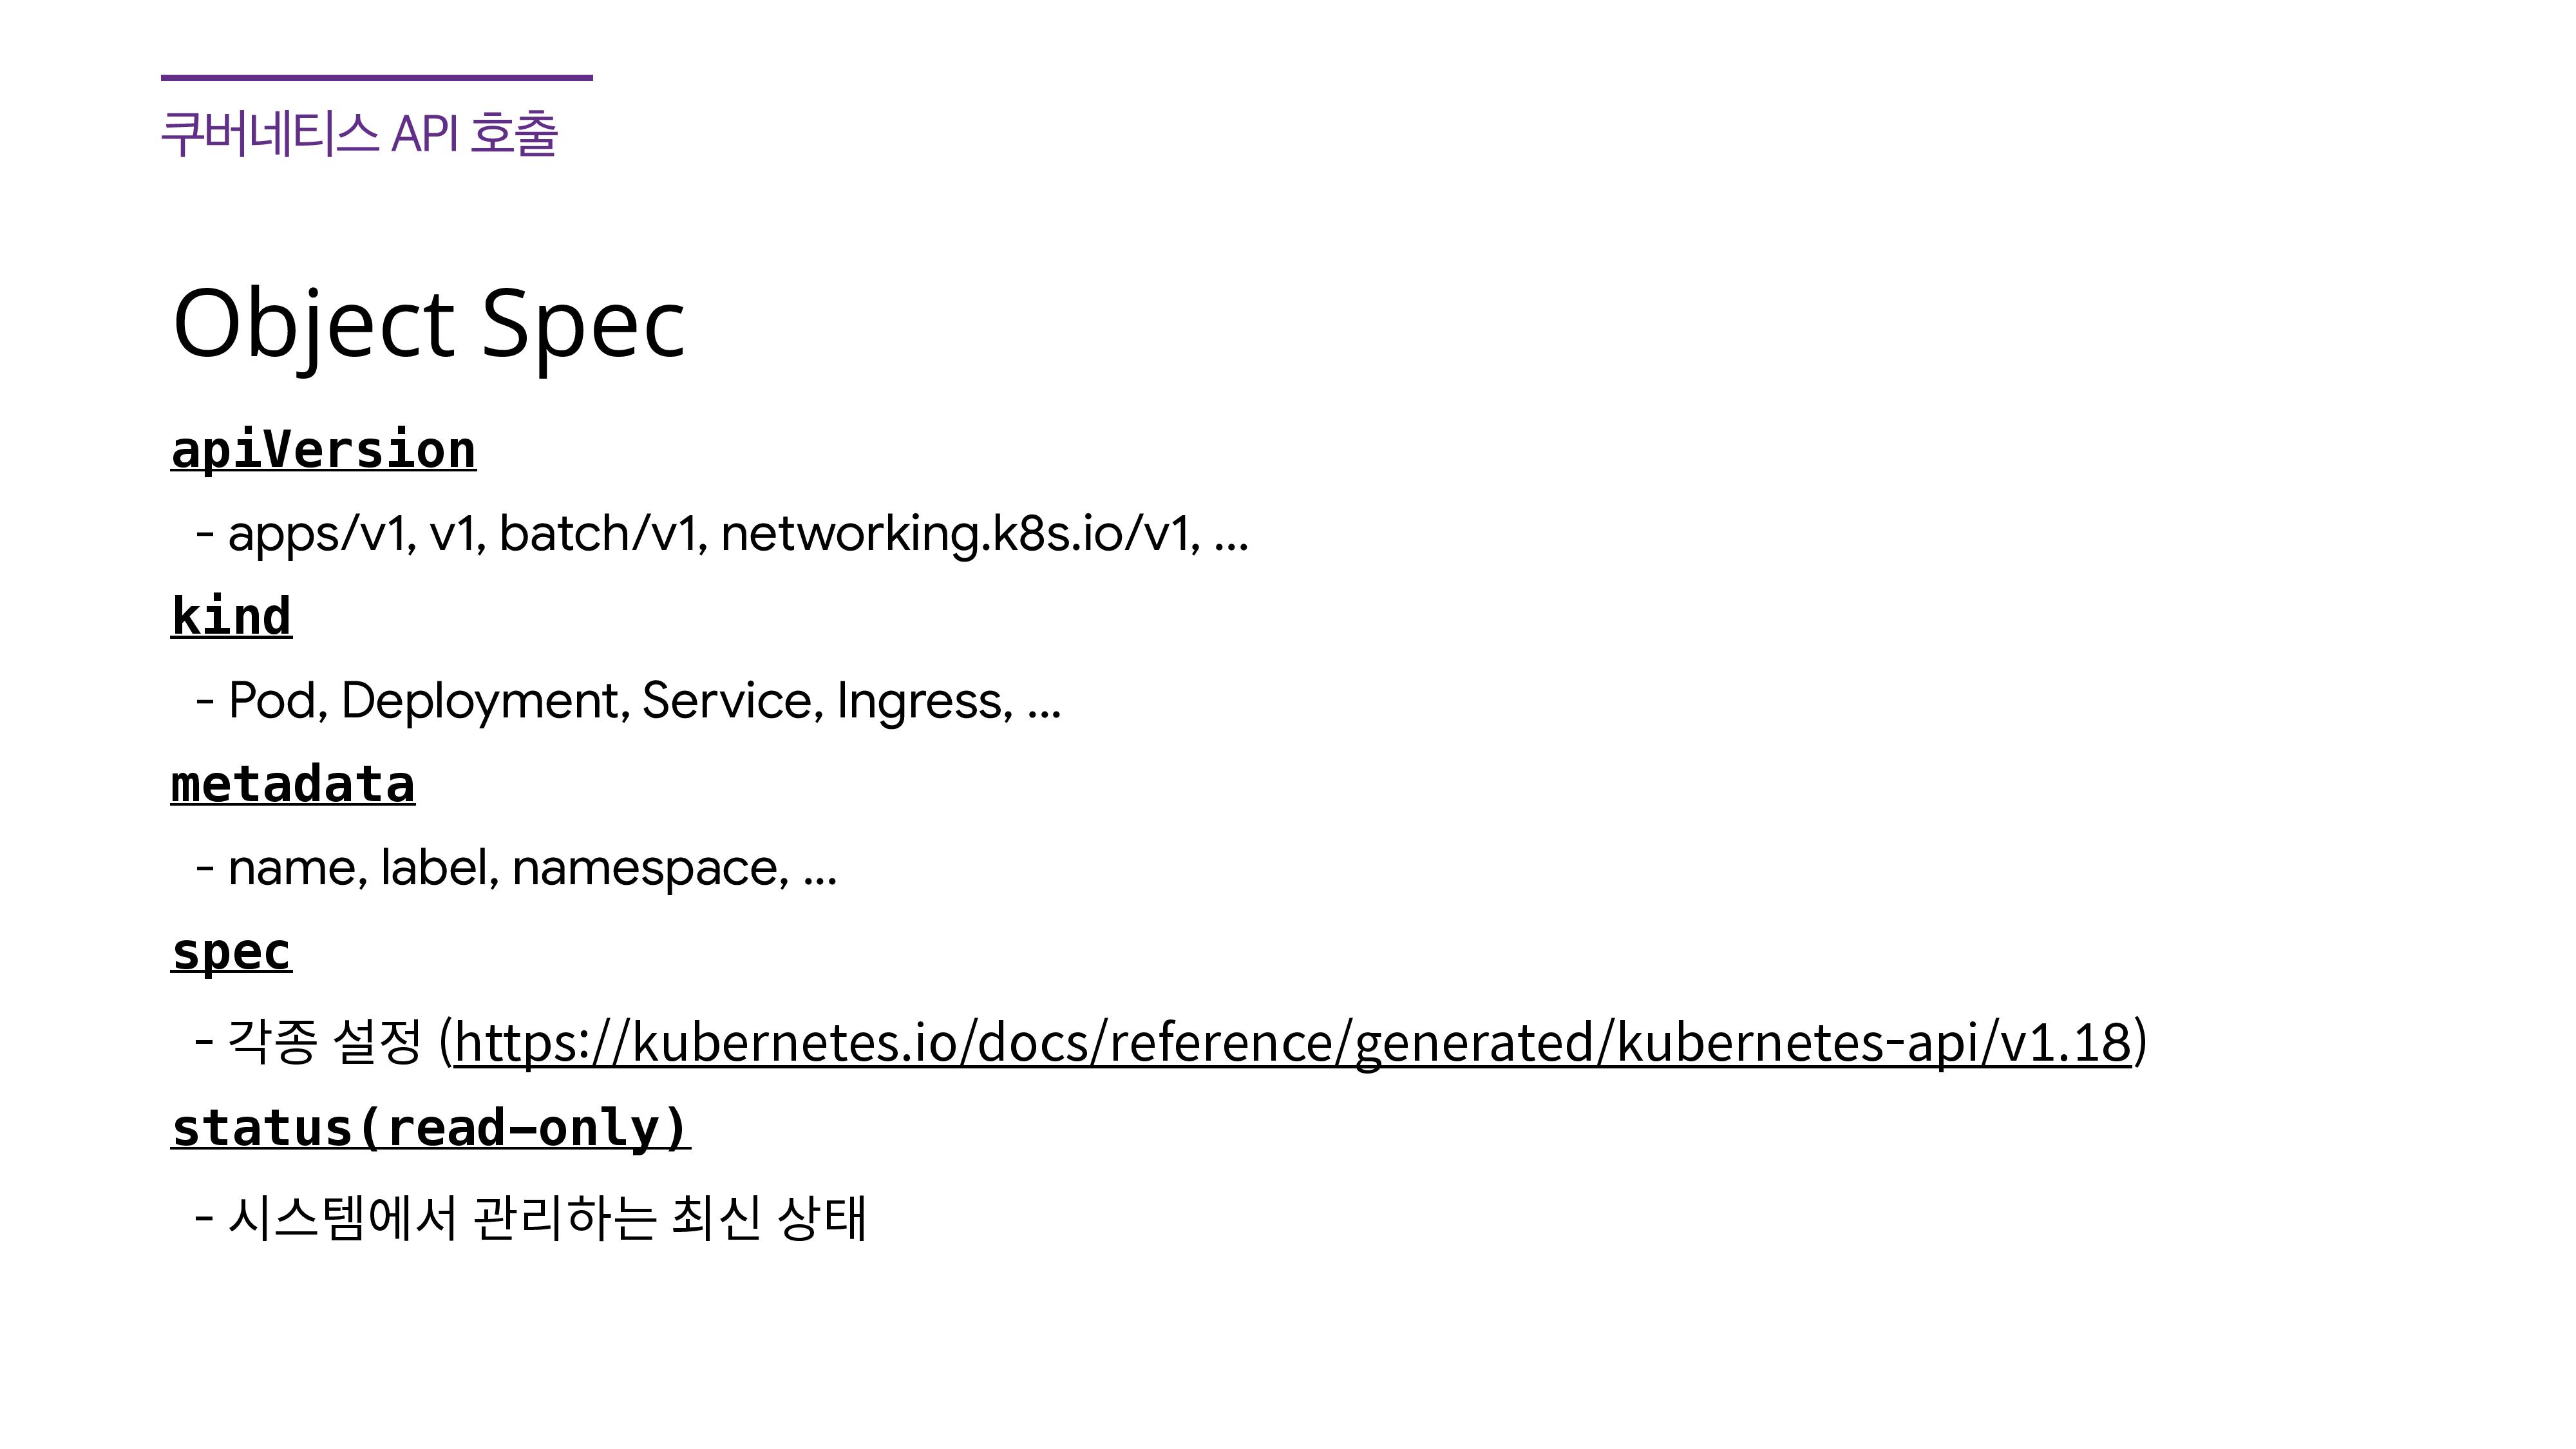 쿠버네티스 API 호출
Object Spec
apiVersion
- apps/v1, v1, batch/v1, networking.k8s.io/v1, ...
kind
- Pod, Deployment, Service, Ingress, ...
metadata
- name, label, namespace, ...
spec
- 각종 설정 (https://kubernetes.io/docs/reference/generated/kubernetes-api/v1.18)
status(read-only)
- 시스템에서 관리하는 최신 상태